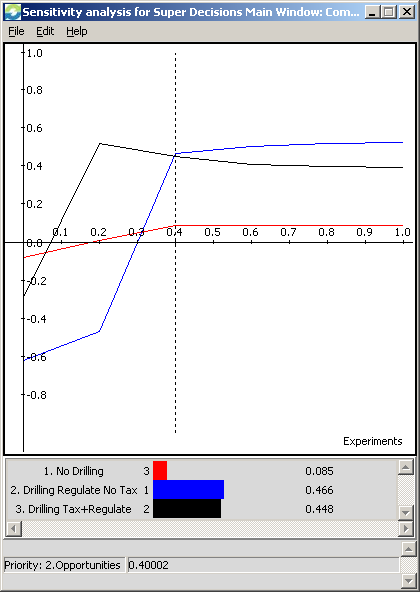 Sensitivity analysis for Super Decisions Main Window: Com...
File Edit Help
1.0
0.8
0.6
0.4
0.2
0.0 0.1 0.2 0.3 0.4 0.5 0.6 0.7 0.8 0.9 1.0
-0.2
-0.4
-0.6
-0.8
Experiments
1. No Drilling 3 0.085
2. Drilling Regulate No Tax 1 0.466
3. Drilling Tax+Regulate 2 0.448
Priority: 2.Opportunities 0.40002